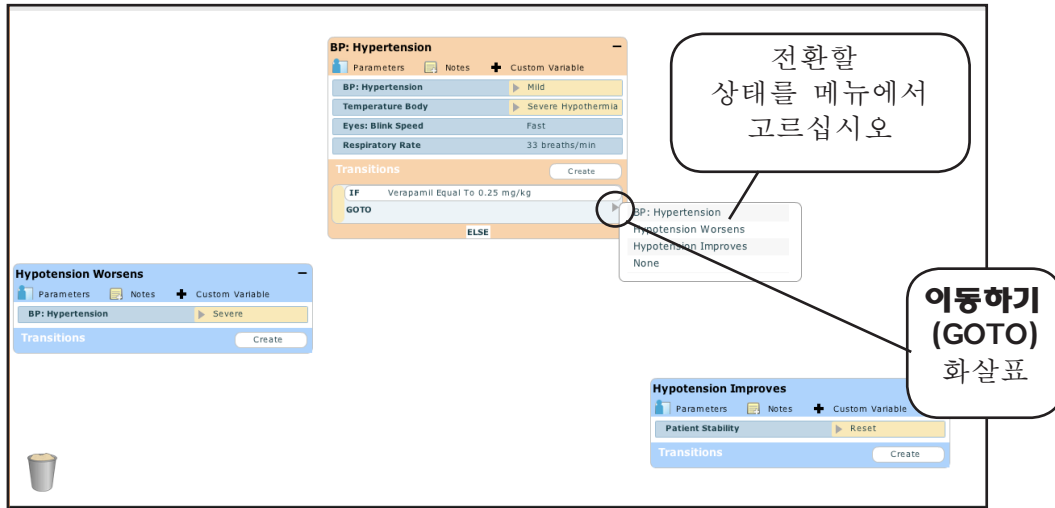 BP: Hypertension
Parameters Notes Custom Variable
BP: Hypertension Mild
Temperature Body Severe Hypothermia
Eyes: Blink Speed Fast
Respiratory Rate 33 breaths/min
Transitions Create
IF Verapamil Equal To 0.25 mg/kg
GOTO
ELSE
전환할
상태를 메뉴에서
고르십시오
BP: Hypertension
Hypotension Worsens
Hypotension Improves
None
이동하기
(GOTO)
화살표
Hypotension Worsens
Parameters Notes Custom Variable
BP: Hypertension Severe
Transitions Create
Hypotension Improves
Parameters Notes Custom Variable
Patient Stability Reset
Transitions Create